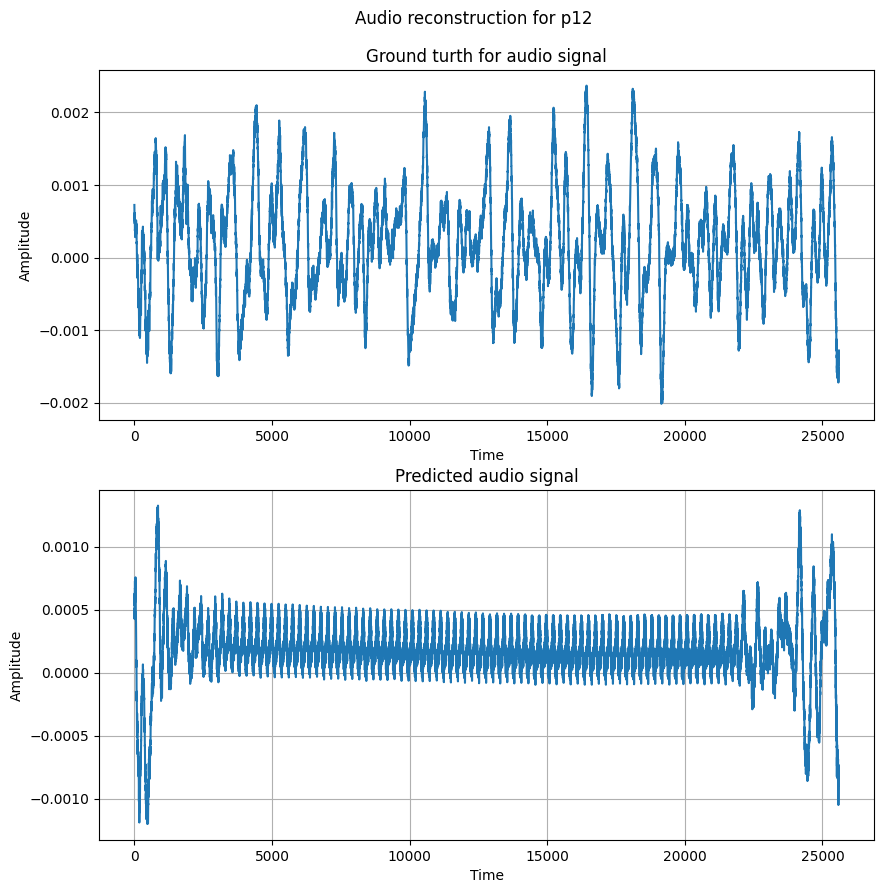 Audio reconstruction for p12
Ground turth for audio signal
0.002
0.001
0.000
−0.001
−0.002
Amplitude
0 5000 10000 15000 20000 25000
Time
Predicted audio signal
0.0010
0.0005
0.0000
−0.0005
−0.0010
Amplitude
0 5000 10000 15000 20000 25000
Time